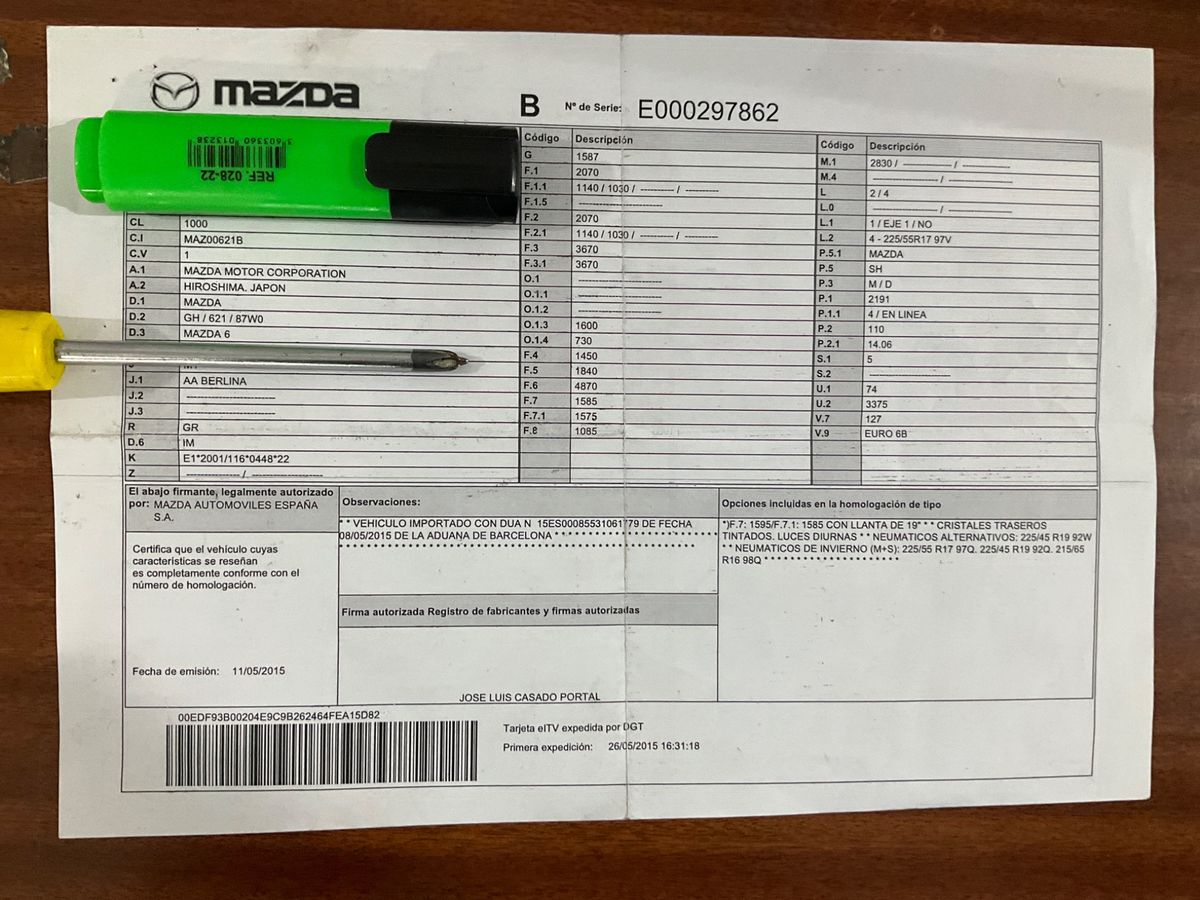 mazda
B Nº de Serie: E000297862
3 603360 013238
REF. 028-22
CL 1000
C.I MAZ00621B
C.V 1
A.1 MAZDA MOTOR CORPORATION
A.2 HIROSHIMA. JAPON
D.1 MAZDA
D.2 GH / 621 / 87W0
D.3 MAZDA 6
J.1 AA BERLINA
J.2 ------------------------
J.3 ------------------------
R GR
D.6 IM
K E1*2001/116*0448*22
Z --------------- / --------------------
Código Descripción
G 1587
F.1 2070
F.1.1 1140 / 1030 / ---------- / ----------
F.1.5 ------------------------
F.2 2070
F.2.1 1140 / 1030 / ---------- / ----------
F.3 3670
F.3.1 3670
O.1 ------------------------
O.1.1 ------------------------
O.1.2 ------------------------
O.1.3 1600
O.1.4 730
F.4 1450
F.5 1840
F.6 4870
F.7 1585
F.7.1 1575
F.8 1085
Código Descripción
M.1 2830 / --------------- / --------------------
M.4 -------------------- / --------------------
L 2 / 4
L.0 -------------------- / --------------------
L.1 1 / EJE 1 / NO
L.2 4 - 225/55R17 97V
P.5.1 MAZDA
P.5 SH
P.3 M / D
P.1 2191
P.1.1 4 / EN LINEA
P.2 110
P.2.1 14.06
S.1 5
S.2 ------------------------
U.1 74
U.2 3375
V.7 127
V.9 EURO 6B
El abajo firmante, legalmente autorizado
por: MAZDA AUTOMOVILES ESPAÑA
S.A.
Certifica que el vehículo cuyas
características se reseñan
es completamente conforme con el
número de homologación.
Fecha de emisión: 11/05/2015
Observaciones:
* * VEHICULO IMPORTADO CON DUA N 15ES00085531061779 DE FECHA
08/05/2015 DE LA ADUANA DE BARCELONA * * * * * * * * * * * * * * * * * * * * * *
* * * * * * * * * * * * * * * * * * * * * * * * * * * * * * * * * * * * * * * * * * * * * * * * *
Firma autorizada Registro de fabricantes y firmas autorizadas
JOSE LUIS CASADO PORTAL
Opciones incluidas en la homologación de tipo
*)F.7: 1595/F.7.1: 1585 CON LLANTA DE 19" * * * CRISTALES TRASEROS
TINTADOS. LUCES DIURNAS * * NEUMATICOS ALTERNATIVOS: 225/45 R19 92W
* * NEUMATICOS DE INVIERNO (M+S): 225/55 R17 97Q. 225/45 R19 92Q. 215/65
R16 98Q * * * * * * * * * * * * * * * * * * * * *
00EDF93B00204E9C9B262464FEA15D82
Tarjeta eITV expedida por DGT
Primera expedición: 26/05/2015 16:31:18